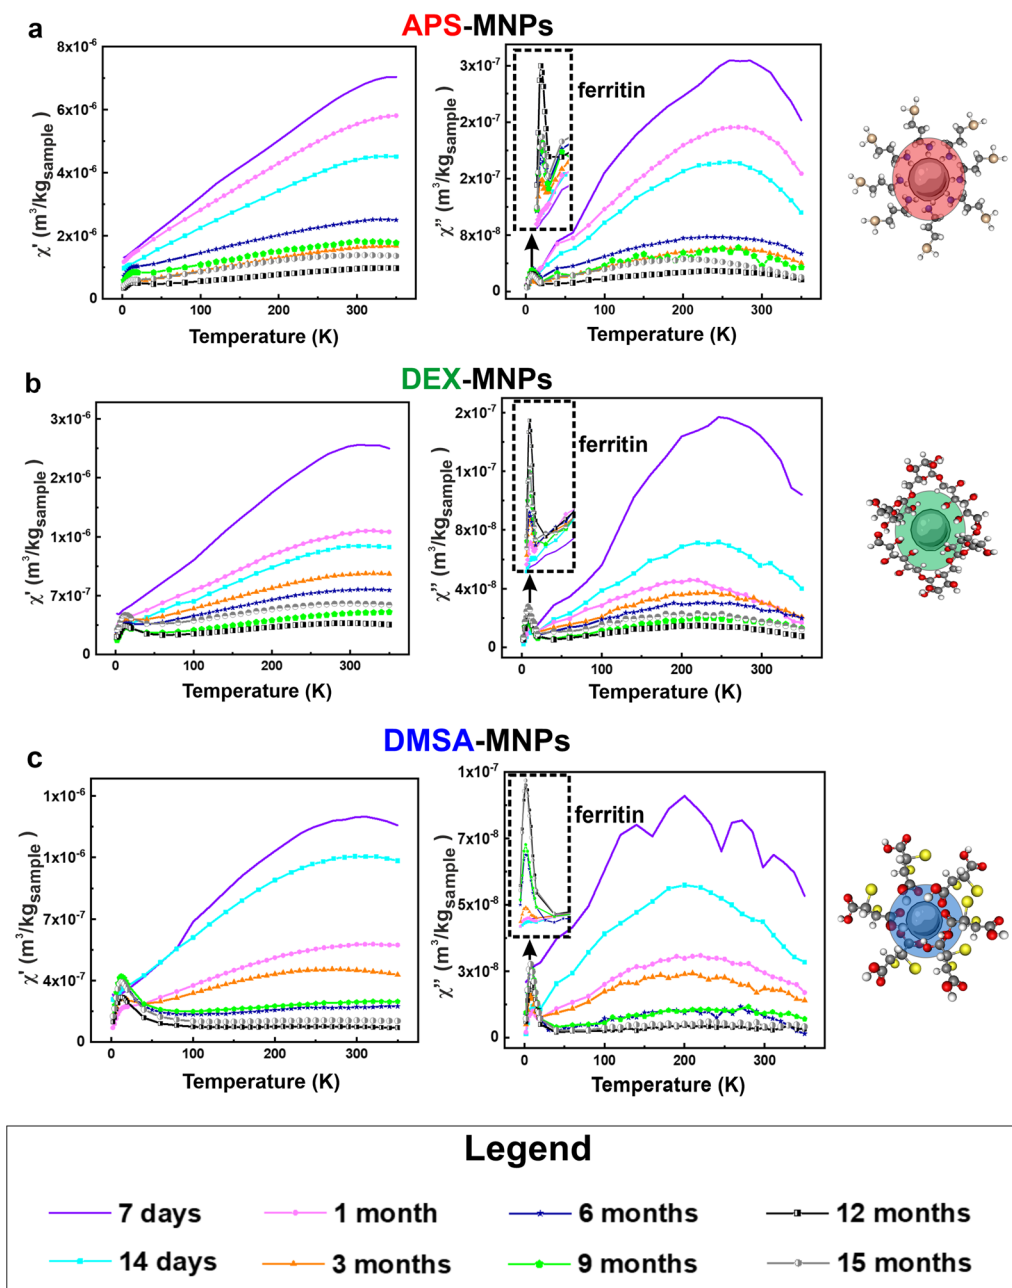 a
APS-MNPs
8x10⁻⁶
6x10⁻⁶
4x10⁻⁶
2x10⁻⁶
0
0
100
200
300
χ' (m³/kg_sample)
Temperature (K)
3x10⁻⁷
2x10⁻⁷
2x10⁻⁷
8x10⁻⁸
0
0
100
200
300
χ'' (m³/kg_sample)
Temperature (K)
ferritin
b
DEX-MNPs
3x10⁻⁶
2x10⁻⁶
1x10⁻⁶
7x10⁻⁷
0
0
100
200
300
χ' (m³/kg_sample)
Temperature (K)
2x10⁻⁷
1x10⁻⁷
8x10⁻⁸
4x10⁻⁸
0
0
100
200
300
χ'' (m³/kg_sample)
Temperature (K)
ferritin
c
DMSA-MNPs
1x10⁻⁶
1x10⁻⁶
7x10⁻⁷
4x10⁻⁷
0
0
100
200
300
χ' (m³/kg_sample)
Temperature (K)
1x10⁻⁷
7x10⁻⁸
5x10⁻⁸
3x10⁻⁸
0
0
100
200
300
χ'' (m³/kg_sample)
Temperature (K)
ferritin
Legend
7 days
1 month
6 months
12 months
14 days
3 months
9 months
15 months